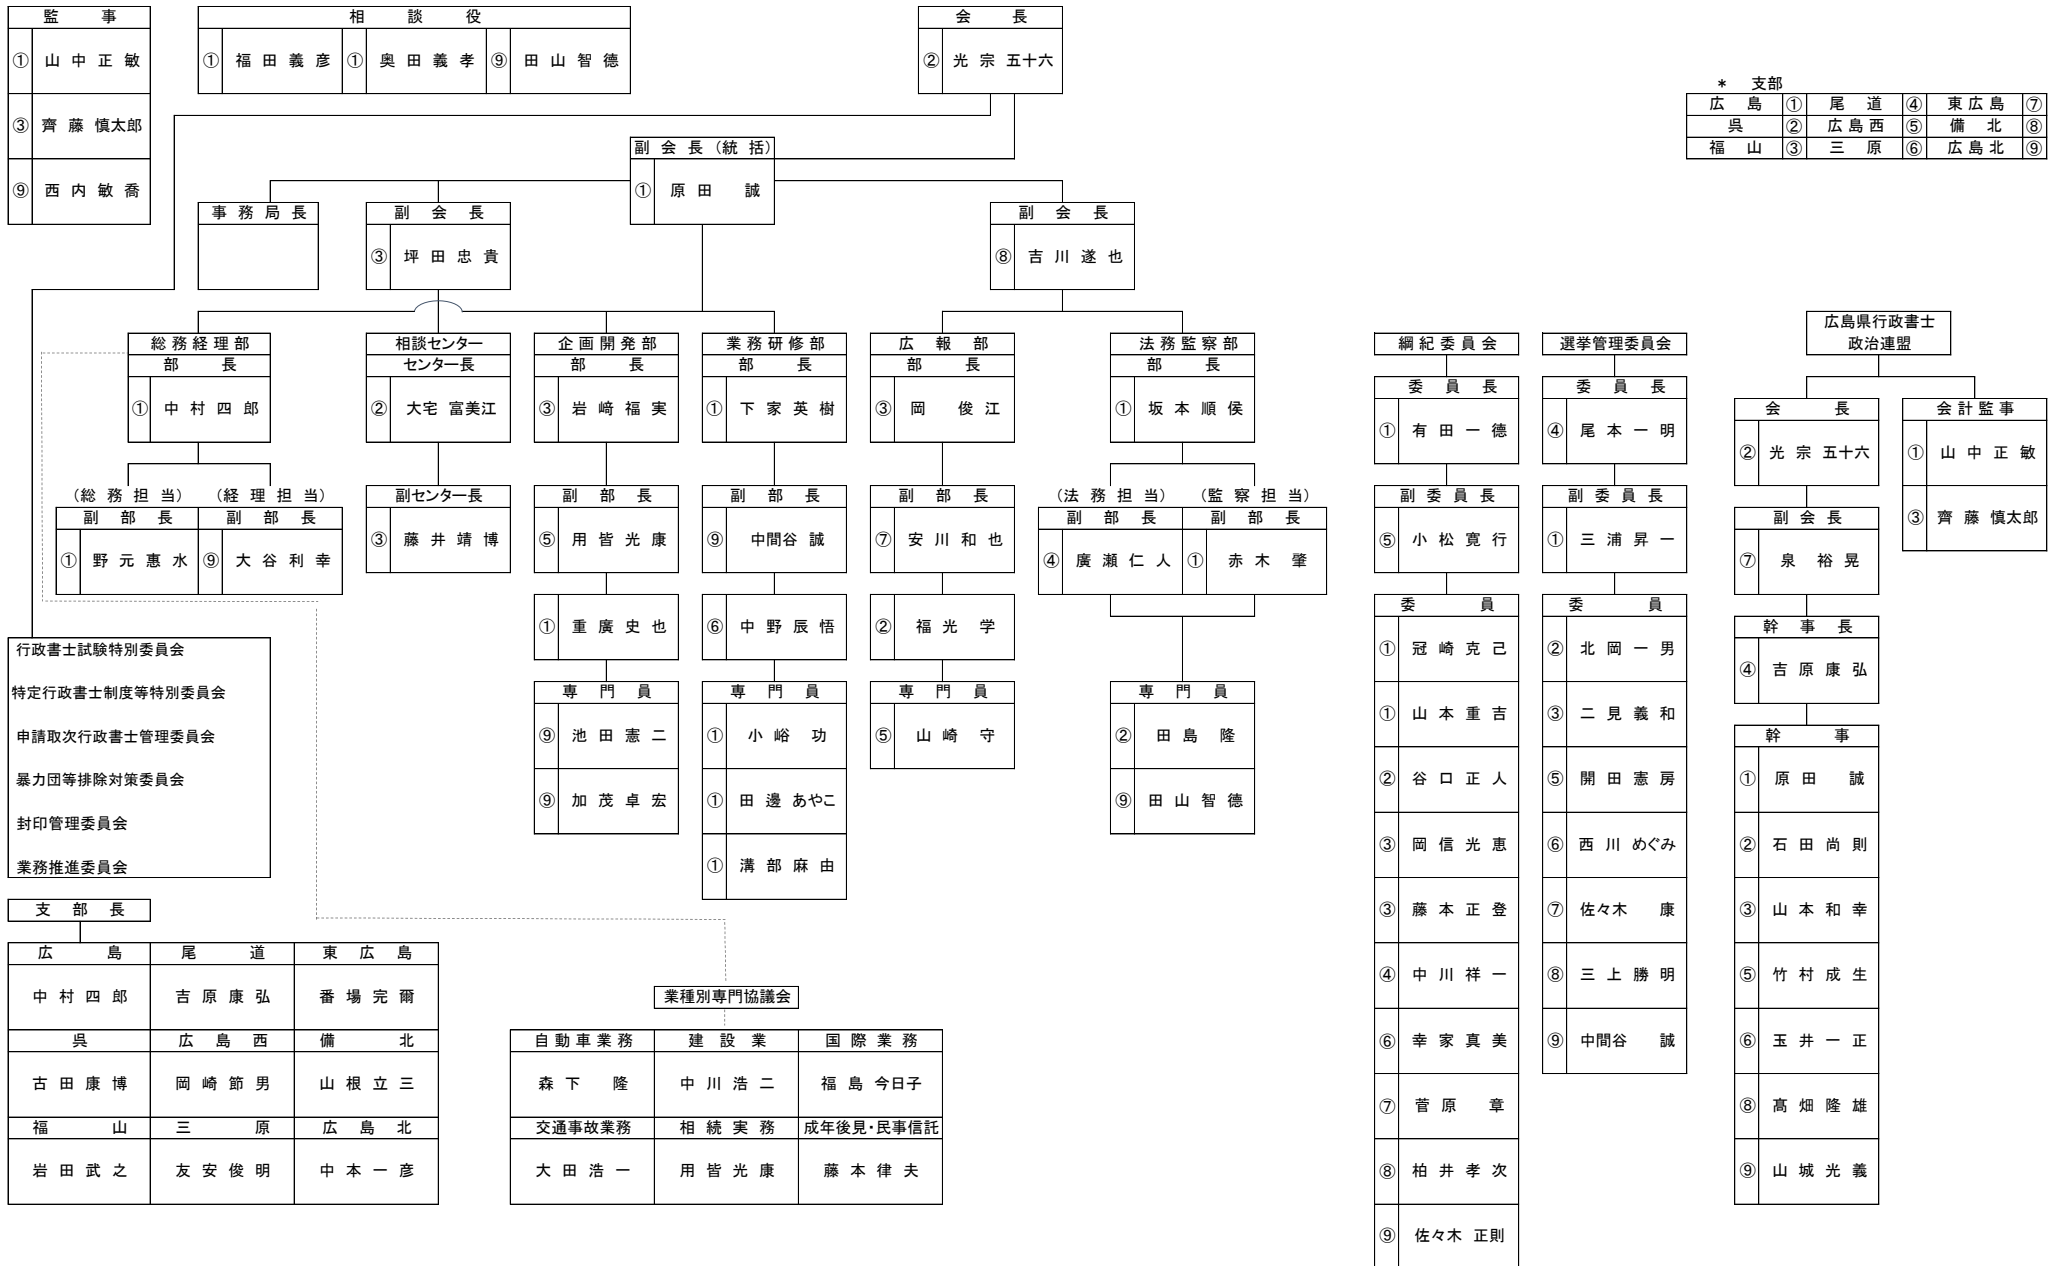 監事
① 山中正敏
③ 齊藤慎太郎
⑨ 西内敏喬
相談役
① 福田義彦 ① 奥田義孝 ⑨ 田山智徳
会長
② 光宗五十六
* 支部
広島 ① 尾道 ④ 東広島 ⑦
呉 ② 広島西 ⑤ 備北 ⑧
福山 ③ 三原 ⑥ 広島北 ⑨
副会長(統括)
① 原田 誠
事務局長
副会長
③ 坪田忠貴
副会長
⑧ 吉川遂也
総務経理部
部長
① 中村四郎
(総務担当) (経理担当)
副部長 副部長
① 野元惠水 ⑨ 大谷利幸
相談センター
センター長
② 大宅 富美江
副センター長
③ 藤井靖博
企画開発部
部長
③ 岩﨑福実
副部長
⑤ 用皆光康
① 重廣史也
専門員
⑨ 池田憲二
⑨ 加茂卓宏
業務研修部
部長
① 下家英樹
副部長
⑨ 中間谷 誠
⑥ 中野辰悟
専門員
① 小峪 功
① 田邊 あやこ
① 溝部麻由
広報部
部長
③ 岡 俊江
副部長
⑦ 安川和也
② 福光 学
専門員
⑤ 山崎 守
法務監察部
部長
① 坂本順侯
(法務担当) (監察担当)
副部長 副部長
④ 廣瀬仁人 ① 赤木 肇
専門員
② 田島 隆
⑨ 田山智徳
綱紀委員会
委員長
① 有田一徳
副委員長
⑤ 小松寛行
委員
① 冠崎克己
① 山本重吉
② 谷口正人
③ 岡信光恵
③ 藤本正登
④ 中川祥一
⑥ 幸家真美
⑦ 菅原 章
⑧ 柏井孝次
⑨ 佐々木 正則
選挙管理委員会
委員長
④ 尾本一明
副委員長
① 三浦昇一
委員
② 北岡一男
③ 二見義和
⑤ 開田憲房
⑥ 西川 めぐみ
⑦ 佐々木 康
⑧ 三上勝明
⑨ 中間谷 誠
広島県行政書士
政治連盟
会長
② 光宗五十六
副会長
⑦ 泉 裕晃
幹事長
④ 吉原康弘
幹事
① 原田 誠
② 石田尚則
③ 山本和幸
⑤ 竹村成生
⑥ 玉井一正
⑧ 髙畑隆雄
⑨ 山城光義
会計監事
① 山中正敏
③ 齊藤慎太郎
行政書士試験特別委員会
特定行政書士制度等特別委員会
申請取次行政書士管理委員会
暴力団等排除対策委員会
封印管理委員会
業務推進委員会
支部長
広島 尾道 東広島
中村四郎 吉原康弘 番場完爾
呉 広島西 備北
古田康博 岡崎節男 山根立三
福山 三原 広島北
岩田武之 友安俊明 中本一彦
業種別専門協議会
自動車業務 建設業 国際業務
森下 隆 中川浩二 福島 今日子
交通事故業務 相続実務 成年後見・民事信託
大田浩一 用皆光康 藤本律夫